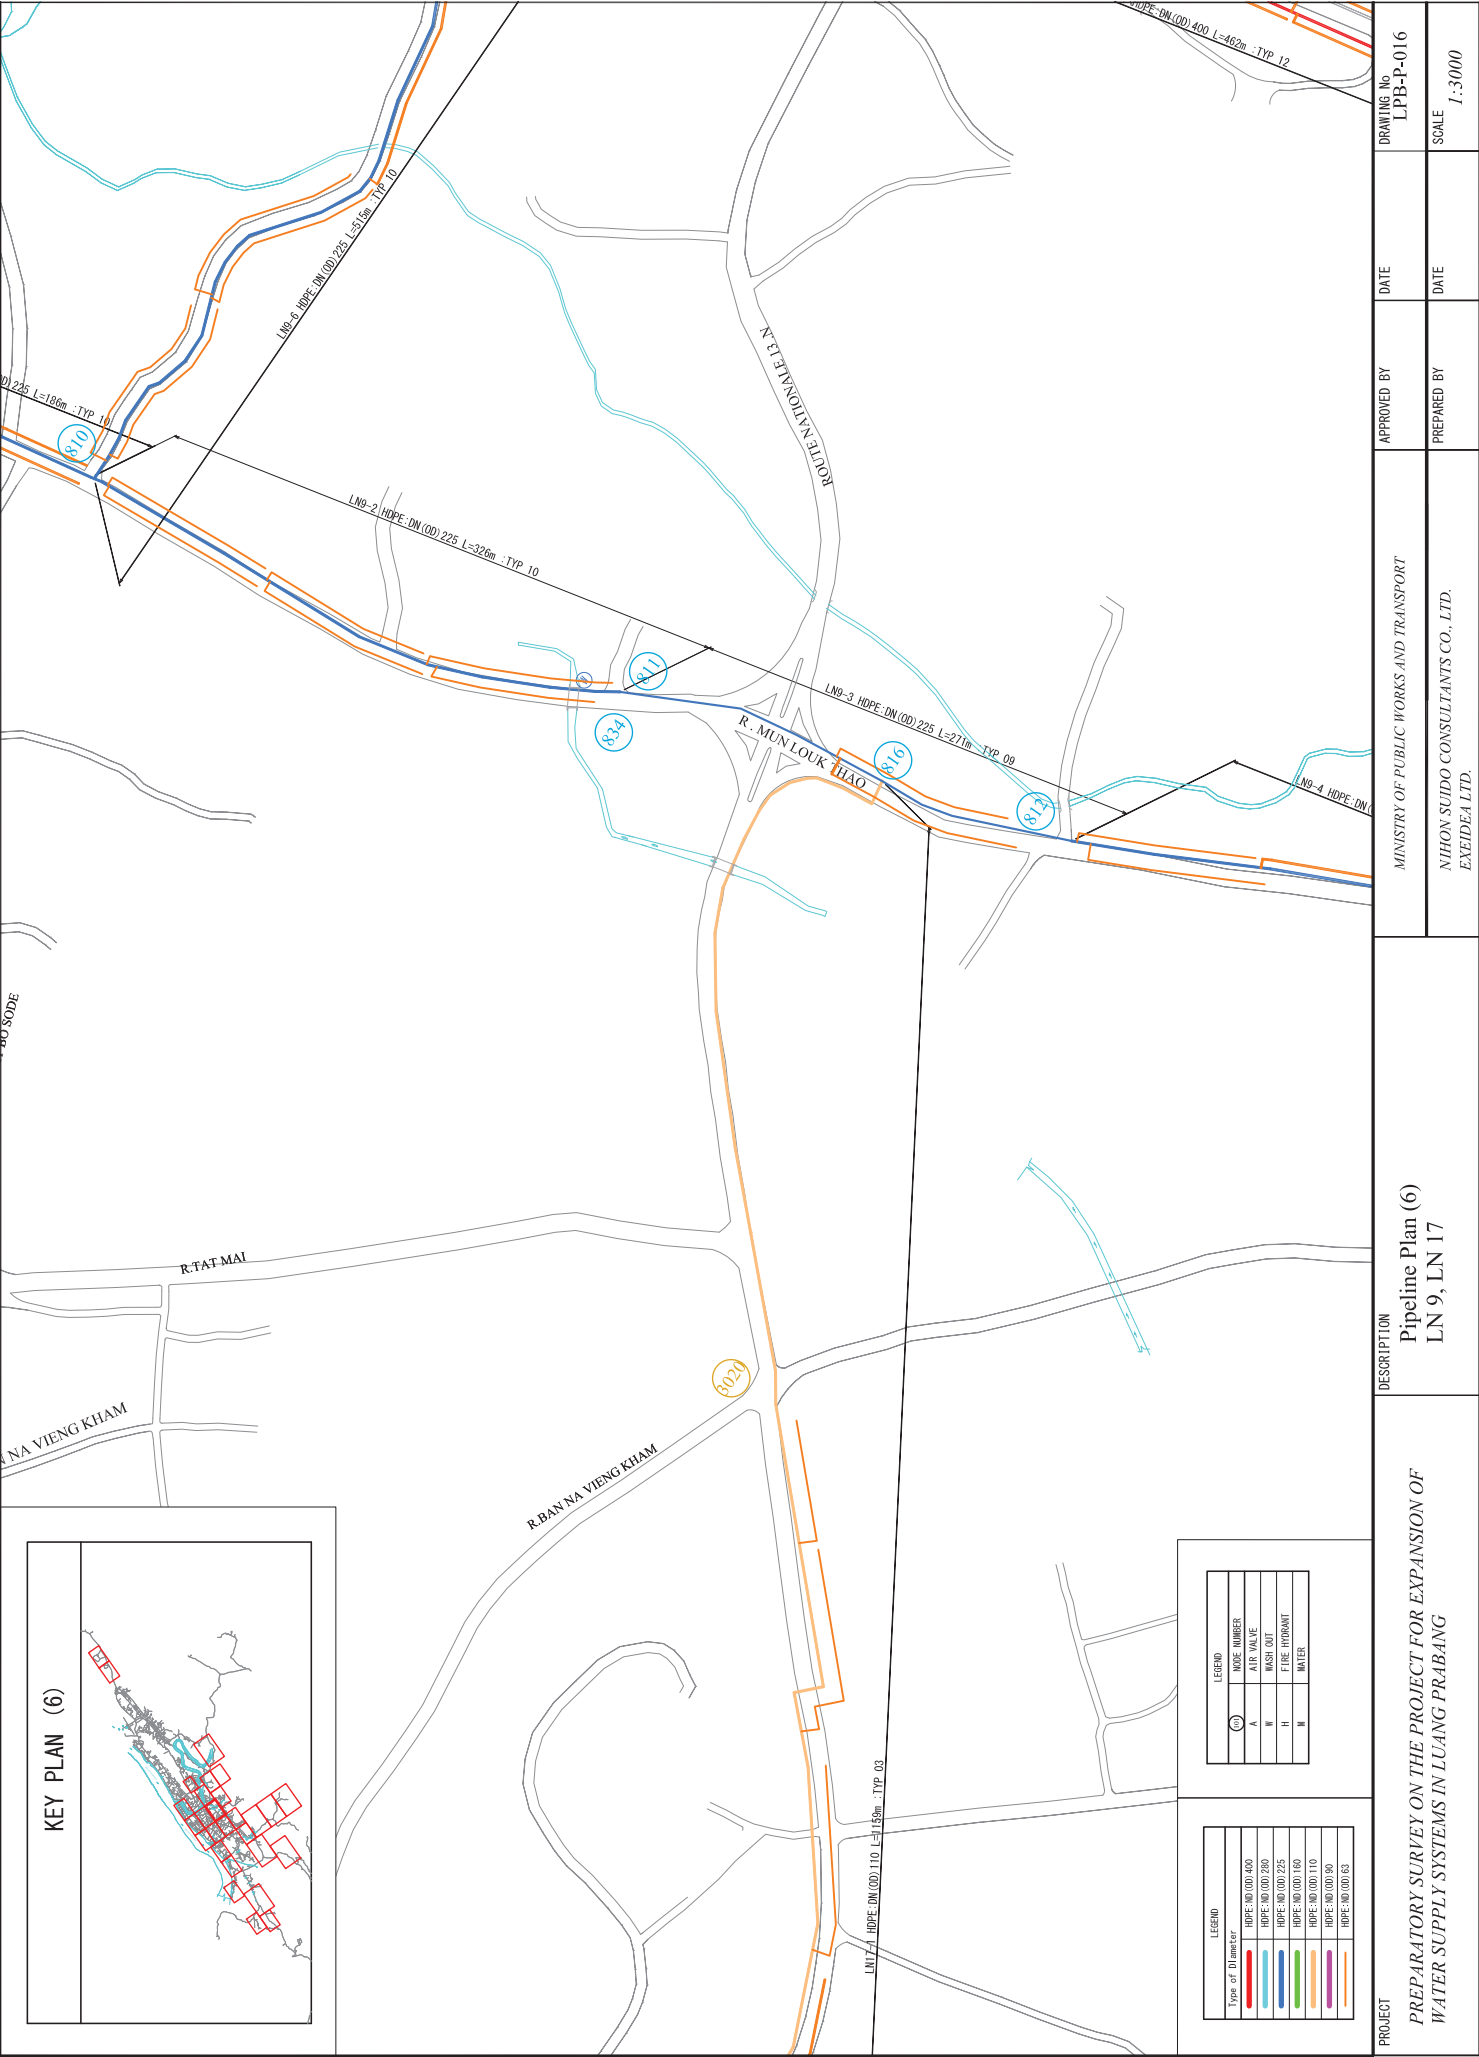 KEY PLAN (6)
N NA VIENG KHAM
R.TAT MAI
BO SODE
R.BAN NA VIENG KHAM
3020
D)225 L=186m :TYP 10
810
LN9-6 HDPE:DN(OD)225 L=515m :TYP 10
LN9-2 HDPE:DN(OD)225 L=326m :TYP 10
834
811
ROUTE NATIONALE 13 .N
R. MUN LOUK THAO
LN9-3 HDPE:DN(OD)225 L=271m :TYP 09
816
812
LN9-4 HDPE:DN(
HDPE:DN(OD)400 L=462m :TYP 12
LN17-1 HDPE:DN(OD)110 L=1159m :TYP 03
LEGEND
Type of Diameter
HDPE:ND(OD)400
HDPE:ND(OD)280
HDPE:ND(OD)225
HDPE:ND(OD)160
HDPE:ND(OD)110
HDPE:ND(OD)90
HDPE:ND(OD)63
LEGEND
NODE NUMBER
A AIR VALVE
W WASH OUT
H FIRE HYDRANT
M MATER
PROJECT
PREPARATORY SURVEY ON THE PROJECT FOR EXPANSION OF
WATER SUPPLY SYSTEMS IN LUANG PRABANG
DESCRIPTION
Pipeline Plan (6)
LN 9, LN 17
MINISTRY OF PUBLIC WORKS AND TRANSPORT
NIHON SUIDO CONSULTANTS CO., LTD.
EXEIDEA LTD.
APPROVED BY
DATE
PREPARED BY
DATE
DRAWING No
LPB-P-016
SCALE
1:3000